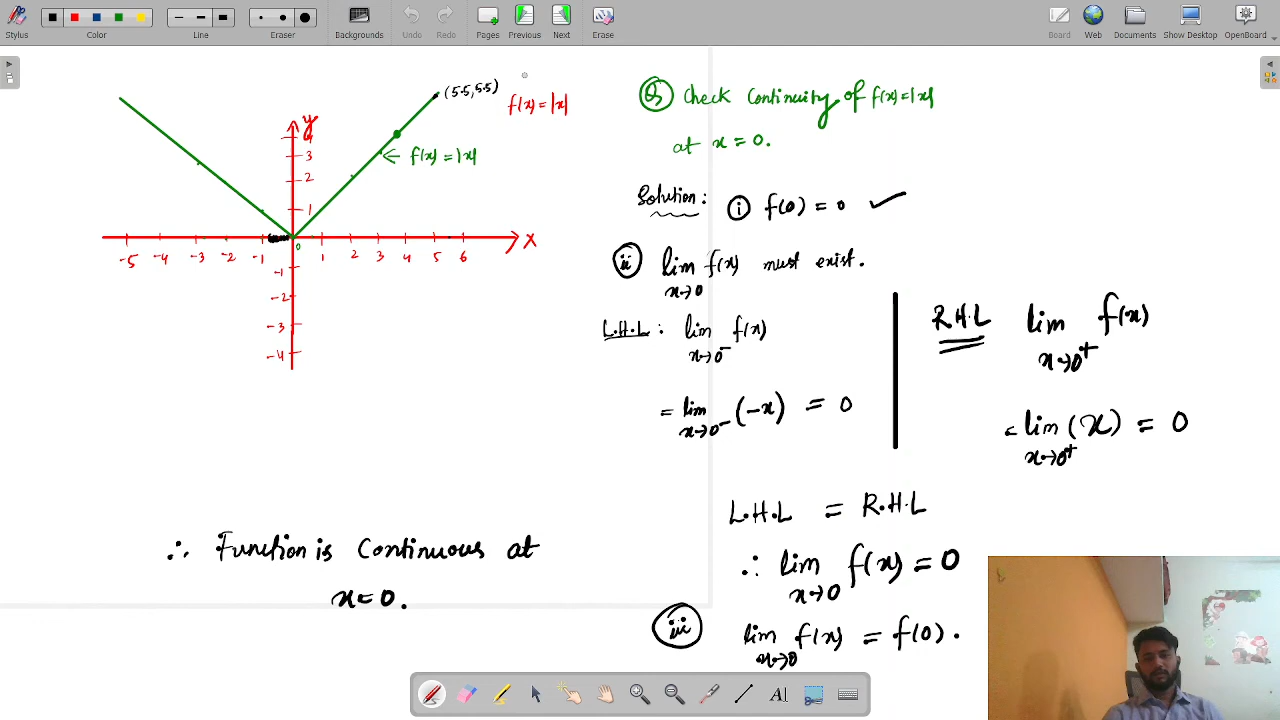 Stylus Color Line Eraser Backgrounds Undo Redo Pages Previous Next Erase Board Web Documents Show Desktop OpenBoard
(5.5,5.5)
f(x)=|x|
y
4
3
← f(x)=|x|
2
1
-5 -4 -3 -2 -1 0 1 2 3 4 5 6 X
-1
-2
-3
-4
Q Check Continuity of f(x)=|x|
at x = 0.
Solution: (i) f(0) = 0 ✓
(ii) lim f(x) must exist.
x→0
L.H.L : lim f(x)
x→0⁻
= lim (-x) = 0
x→0⁻
R.H.L lim f(x)
x→0⁺
= lim (x) = 0
x→0⁺
L.H.L = R.H.L
∴ lim f(x) = 0
x→0
(iii) lim f(x) = f(0).
x→0
∴ Function is Continuous at
x=0.
AI